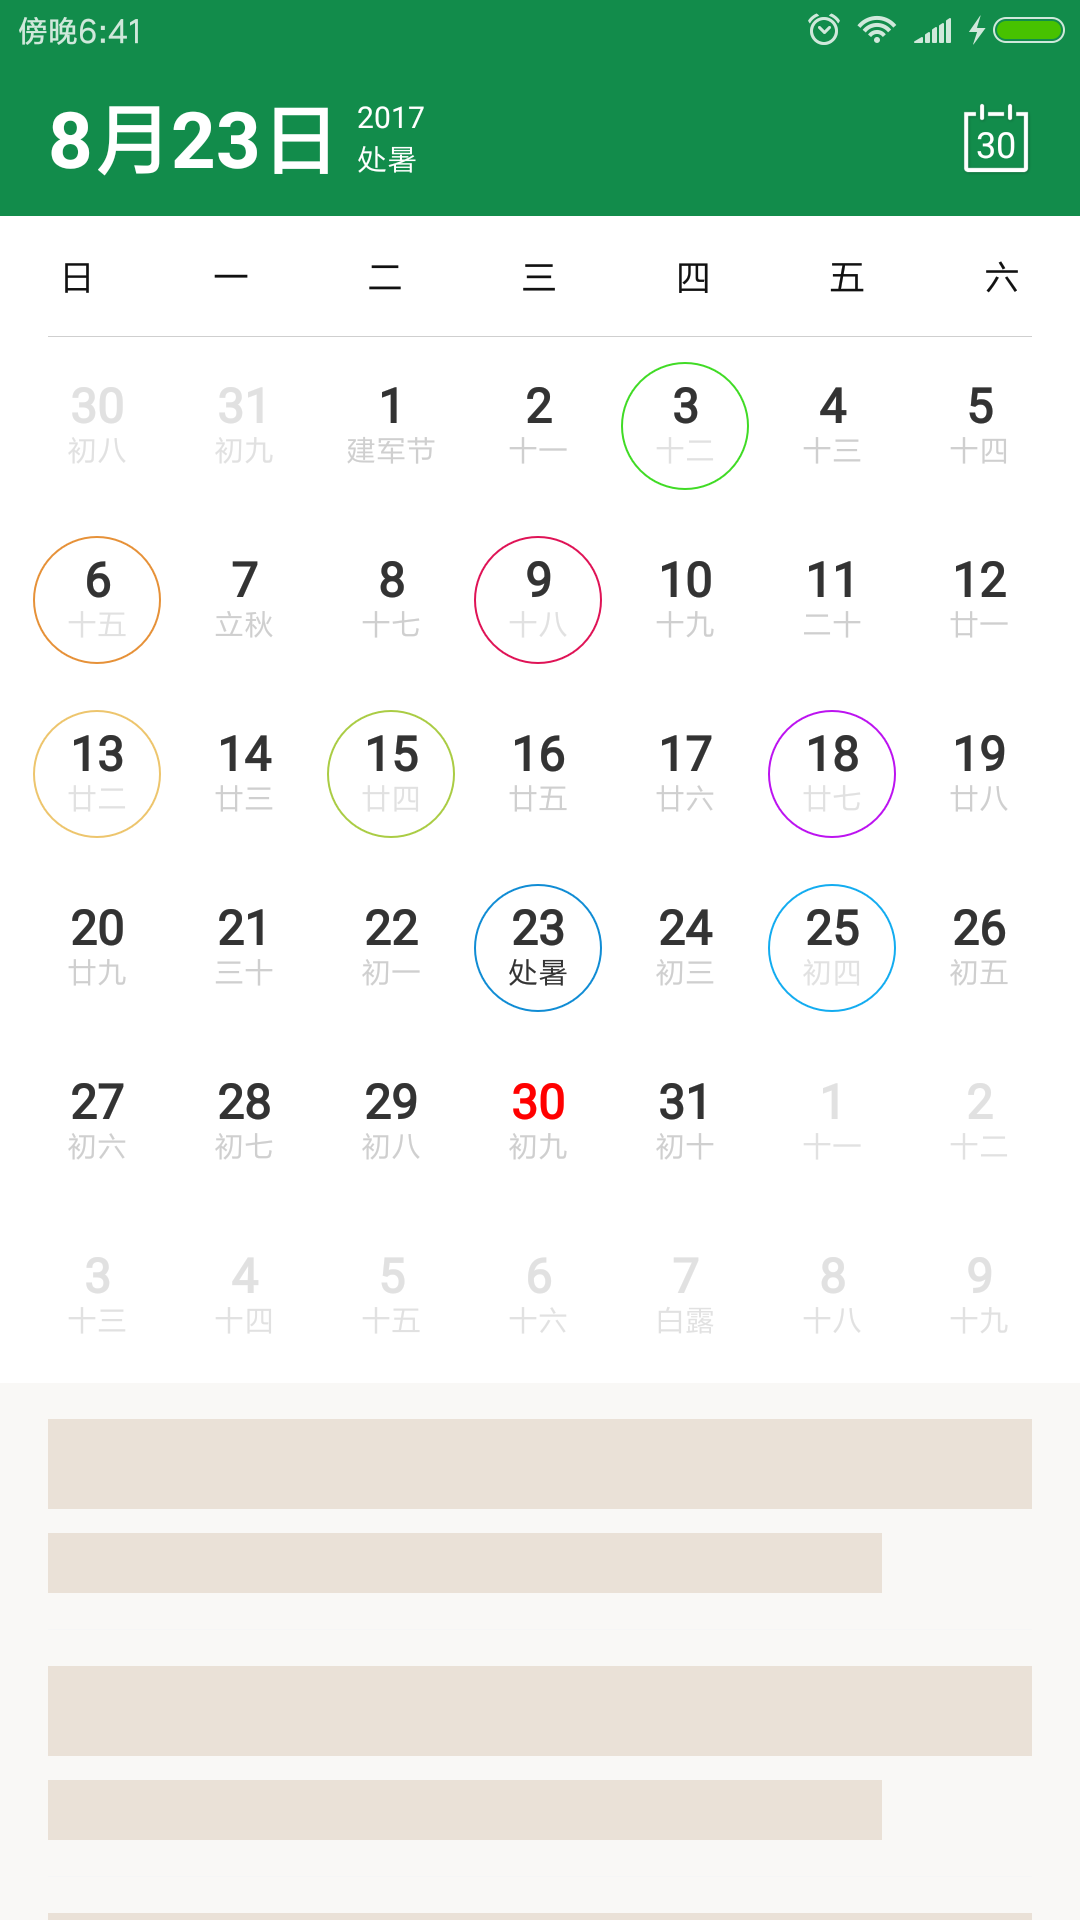 傍晚6:41
8月23日
2017
处暑
30
日 一 二 三 四 五 六
30 31 1 2 3 4 5
初八 初九 建军节 十一 十二 十三 十四
6 7 8 9 10 11 12
十五 立秋 十七 十八 十九 二十 廿一
13 14 15 16 17 18 19
廿二 廿三 廿四 廿五 廿六 廿七 廿八
20 21 22 23 24 25 26
廿九 三十 初一 处暑 初三 初四 初五
27 28 29 30 31 1 2
初六 初七 初八 初九 初十 十一 十二
3 4 5 6 7 8 9
十三 十四 十五 十六 白露 十八 十九